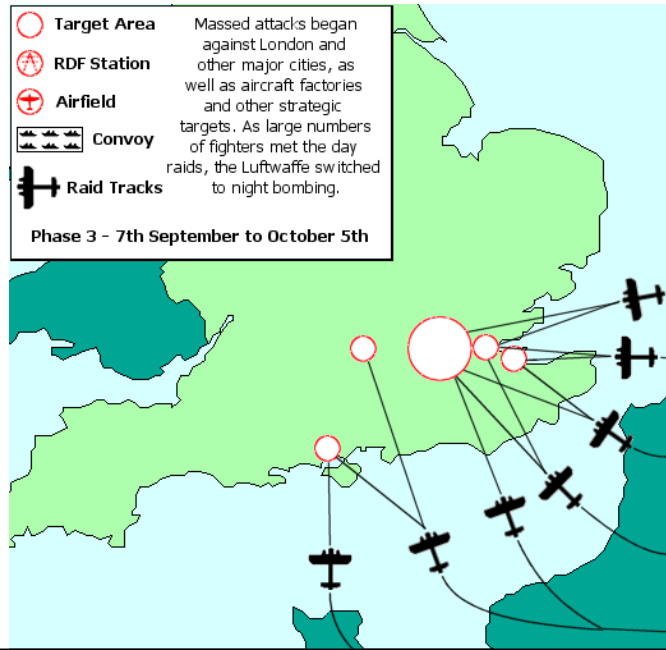 Target Area
RDF Station
Airfield
Convoy
Raid Tracks
Massed attacks began
against London and
other major cities, as
well as aircraft factories
and other strategic
targets. As large numbers
of fighters met the day
raids, the Luftwaffe switched
to night bombing.
Phase 3 - 7th September to October 5th